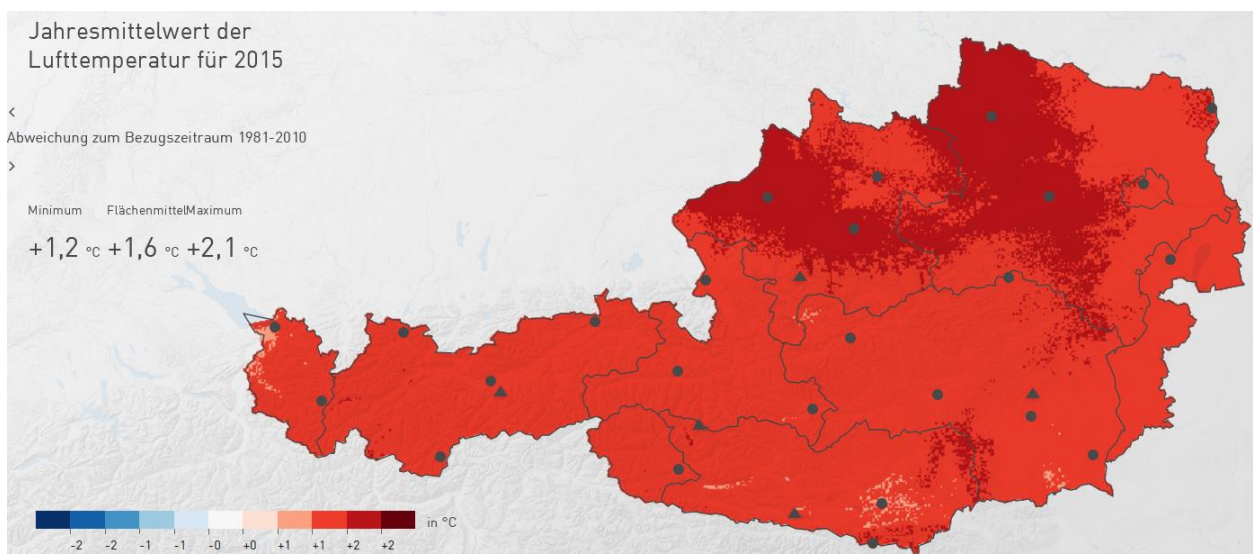 Jahresmittelwert der
Lufttemperatur für 2015
<
Abweichung zum Bezugszeitraum 1981-2010
>
Minimum FlächenmittelMaximum
+1,2 °C +1,6 °C +2,1 °C
in °C
-2 -2 -1 -1 -0 +0 +1 +1 +2 +2